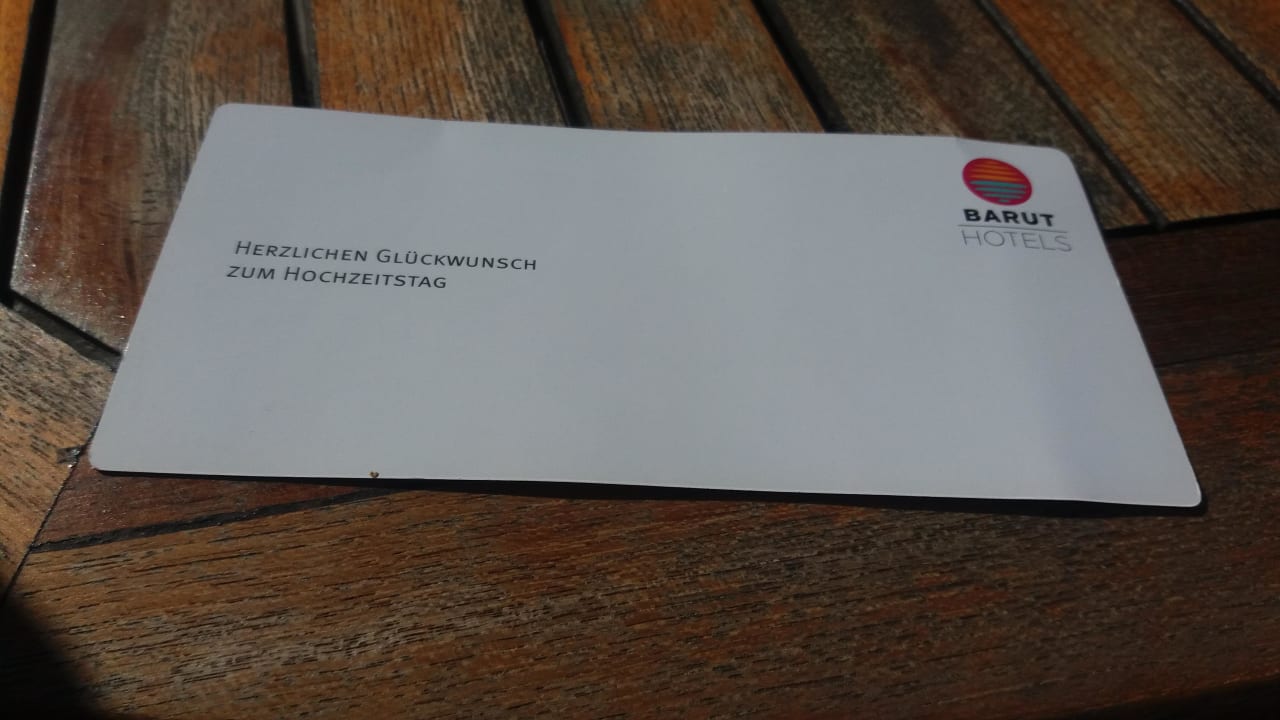 BARUT
HOTELS
HERZLICHEN GLÜCKWUNSCH
ZUM HOCHZEITSTAG